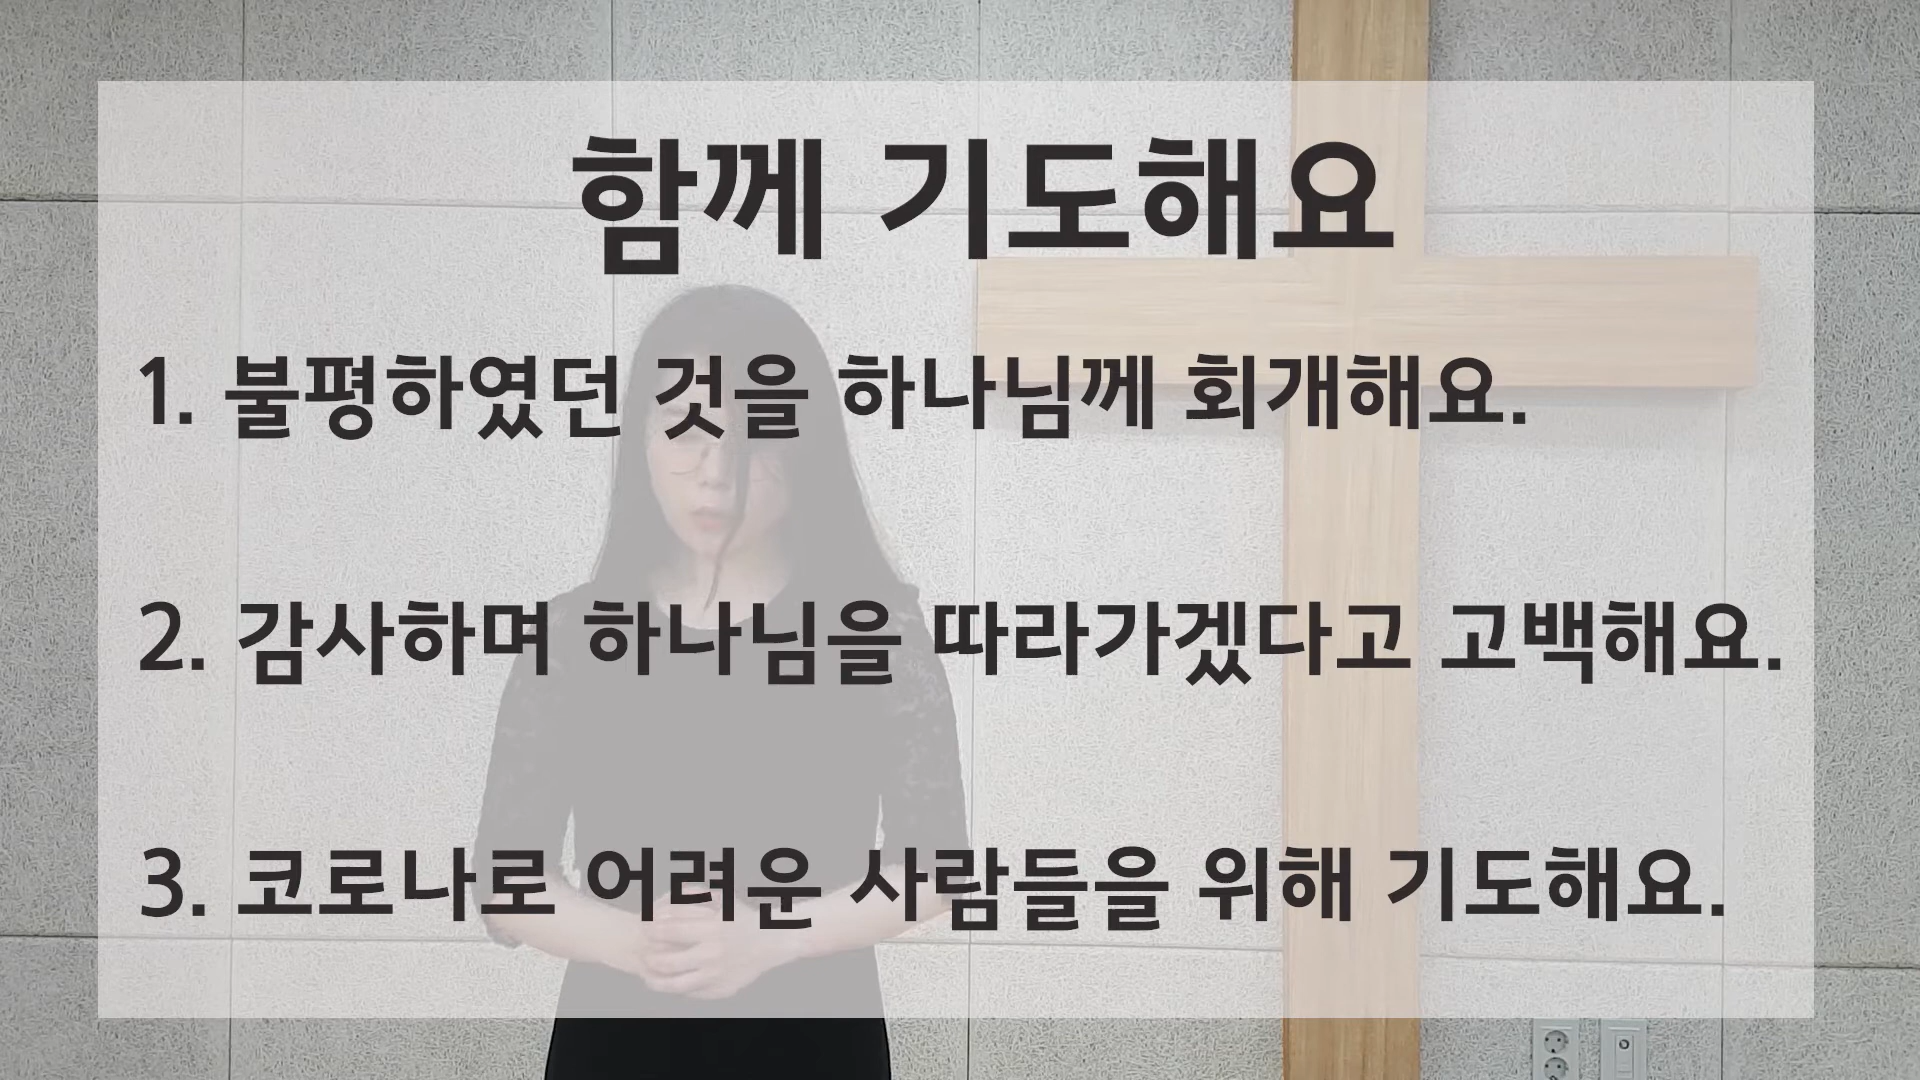 함께 기도해요
1. 불평하였던 것을 하나님께 회개해요.
2. 감사하며 하나님을 따라가겠다고 고백해요.
3. 코로나로 어려운 사람들을 위해 기도해요.